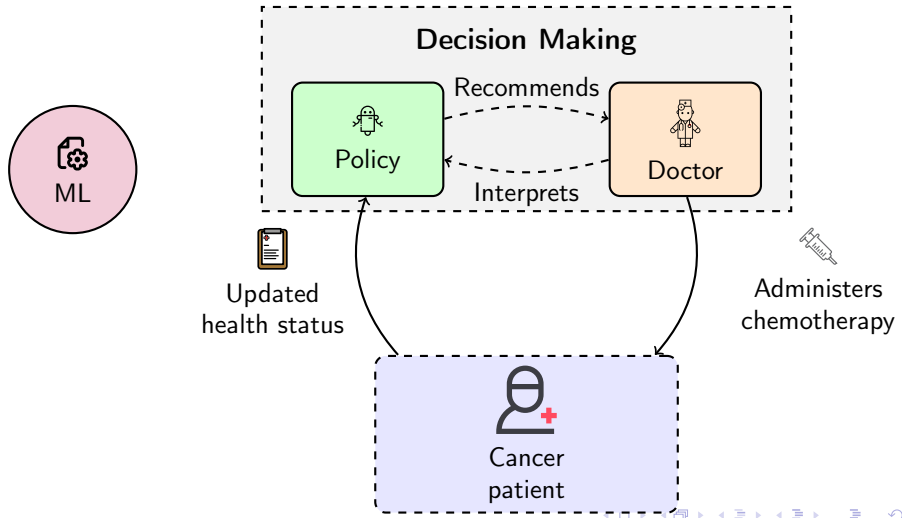 Decision Making
Recommends
Policy
Doctor
Interprets
ML
Updated
health status
Administers
chemotherapy
Cancer
patient